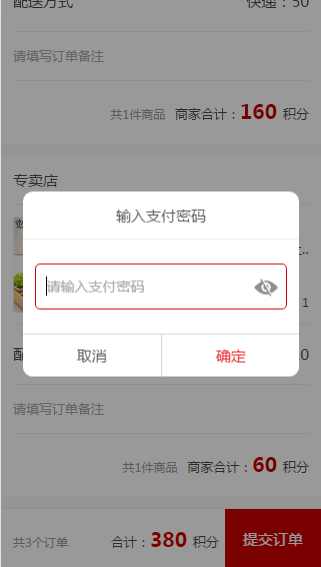 配送方式 快递：50
请填写订单备注
共1件商品 商家合计：160 积分
专卖店
输入支付密码
请输入支付密码
1
取消 确定
请填写订单备注
共1件商品 商家合计：60 积分
共3个订单 合计：380 积分 提交订单